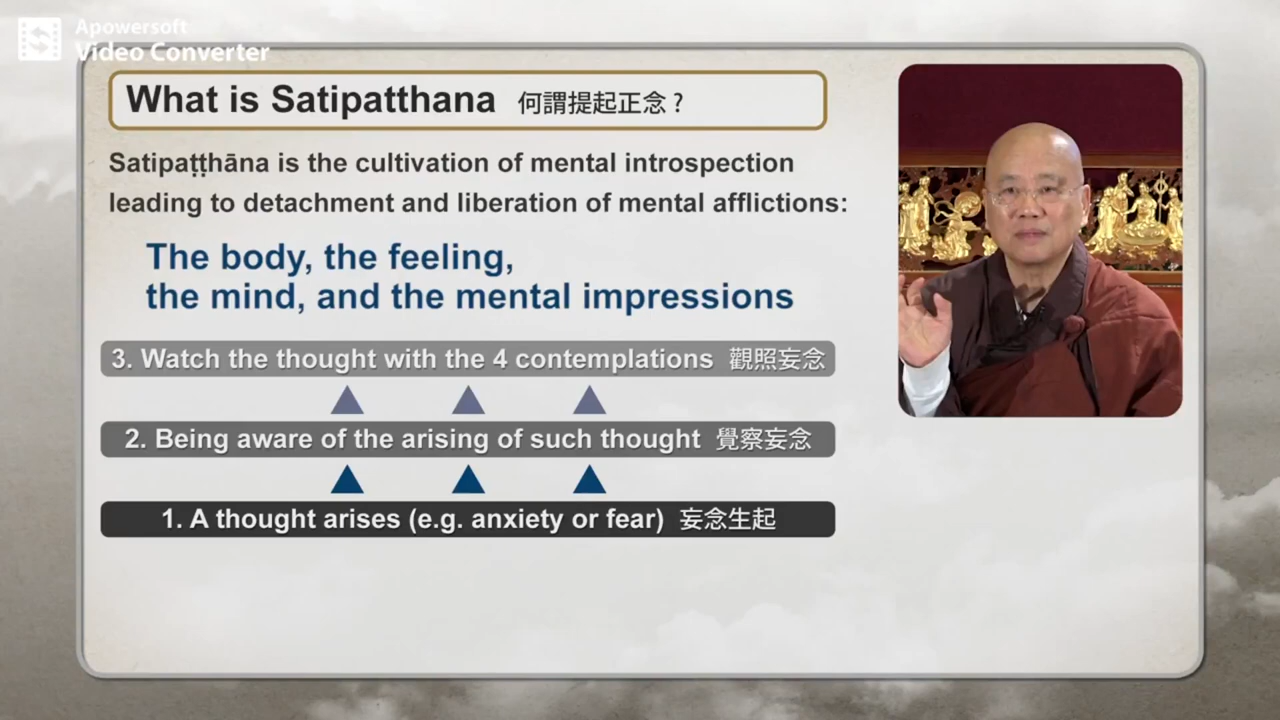 Apowersoft
Video Converter
What is Satipatthana 何謂提起正念 ?
Satipaṭṭhāna is the cultivation of mental introspection
leading to detachment and liberation of mental afflictions:
The body, the feeling,
the mind, and the mental impressions
3. Watch the thought with the 4 contemplations 觀照妄念
2. Being aware of the arising of such thought 覺察妄念
1. A thought arises (e.g. anxiety or fear) 妄念生起